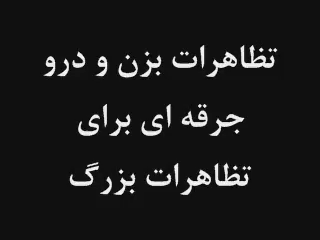 تظاهرات بزن و درو
جرقه ای برای
تظاهرات بزرگ